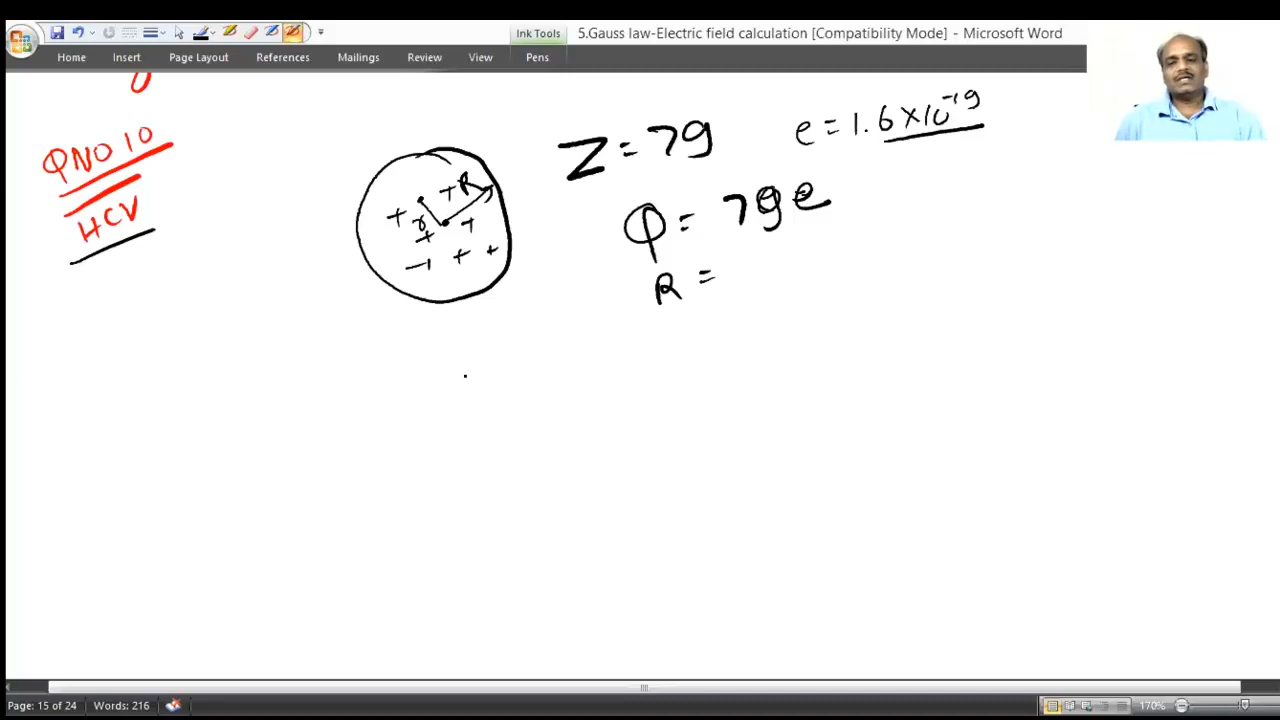 Ink Tools
5.Gauss law-Electric field calculation [Compatibility Mode] - Microsoft Word
Home Insert Page Layout References Mailings Review View Pens
QNO 10
HCV
+ + R
r + +
- + +
Z = 79
e = 1.6 × 10^-19
Q = 79e
R =
Page: 15 of 24 Words: 216 170%